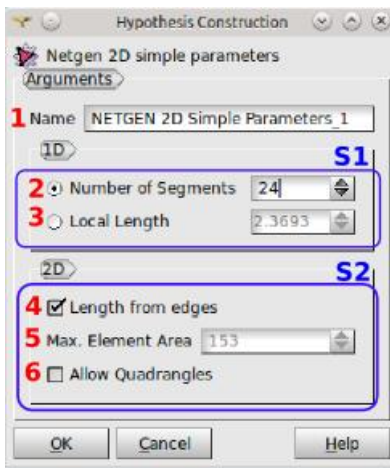 Hypothesis Construction
Netgen 2D simple parameters
Arguments
1 Name NETGEN 2D Simple Parameters_1
1D S1
2 Number of Segments 24
3 Local Length 2.3693
2D S2
4 Length from edges
5 Max. Element Area 153
6 Allow Quadrangles
OK Cancel Help